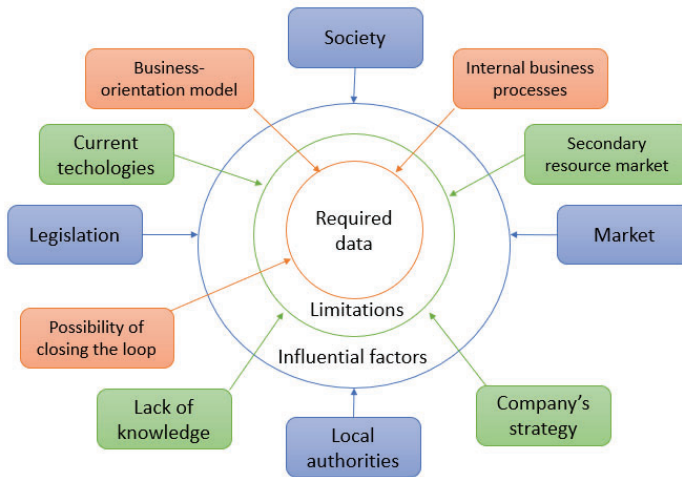 Society
Business-
orientation model
Internal business
processes
Current
techologies
Secondary
resource market
Required
data
Legislation
Market
Limitations
Possibility of
closing the loop
Influential factors
Lack of
knowledge
Company's
strategy
Local
authorities